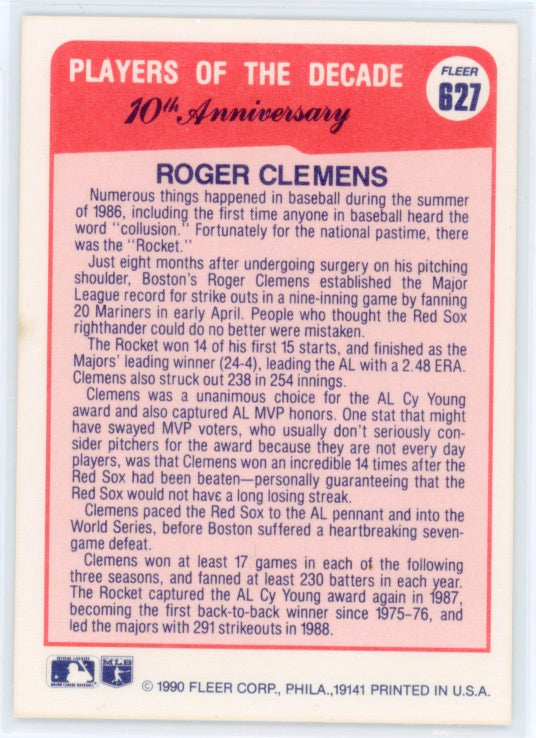 PLAYERS OF THE DECADE
10th Anniversary
FLEER
627
ROGER CLEMENS
Numerous things happened in baseball during the summer
of 1986, including the first time anyone in baseball heard the
word "collusion." Fortunately for the national pastime, there
was the "Rocket."
Just eight months after undergoing surgery on his pitching
shoulder, Boston's Roger Clemens established the Major
League record for strike outs in a nine-inning game by fanning
20 Mariners in early April. People who thought the Red Sox
righthander could do no better were mistaken.
The Rocket won 14 of his first 15 starts, and finished as the
Majors' leading winner (24-4), leading the AL with a 2.48 ERA.
Clemens also struck out 238 in 254 innings.
Clemens was a unanimous choice for the AL Cy Young
award and also captured AL MVP honors. One stat that might
have swayed MVP voters, who usually don't seriously con-
sider pitchers for the award because they are not every day
players, was that Clemens won an incredible 14 times after the
Red Sox had been beaten—personally guaranteeing that the
Red Sox would not have a long losing streak.
Clemens paced the Red Sox to the AL pennant and into the
World Series, before Boston suffered a heartbreaking seven-
game defeat.
Clemens won at least 17 games in each of the following
three seasons, and fanned at least 230 batters in each year.
The Rocket captured the AL Cy Young award again in 1987,
becoming the first back-to-back winner since 1975-76, and
led the majors with 291 strikeouts in 1988.
MLB
© 1990 FLEER CORP., PHILA., 19141 PRINTED IN U.S.A.